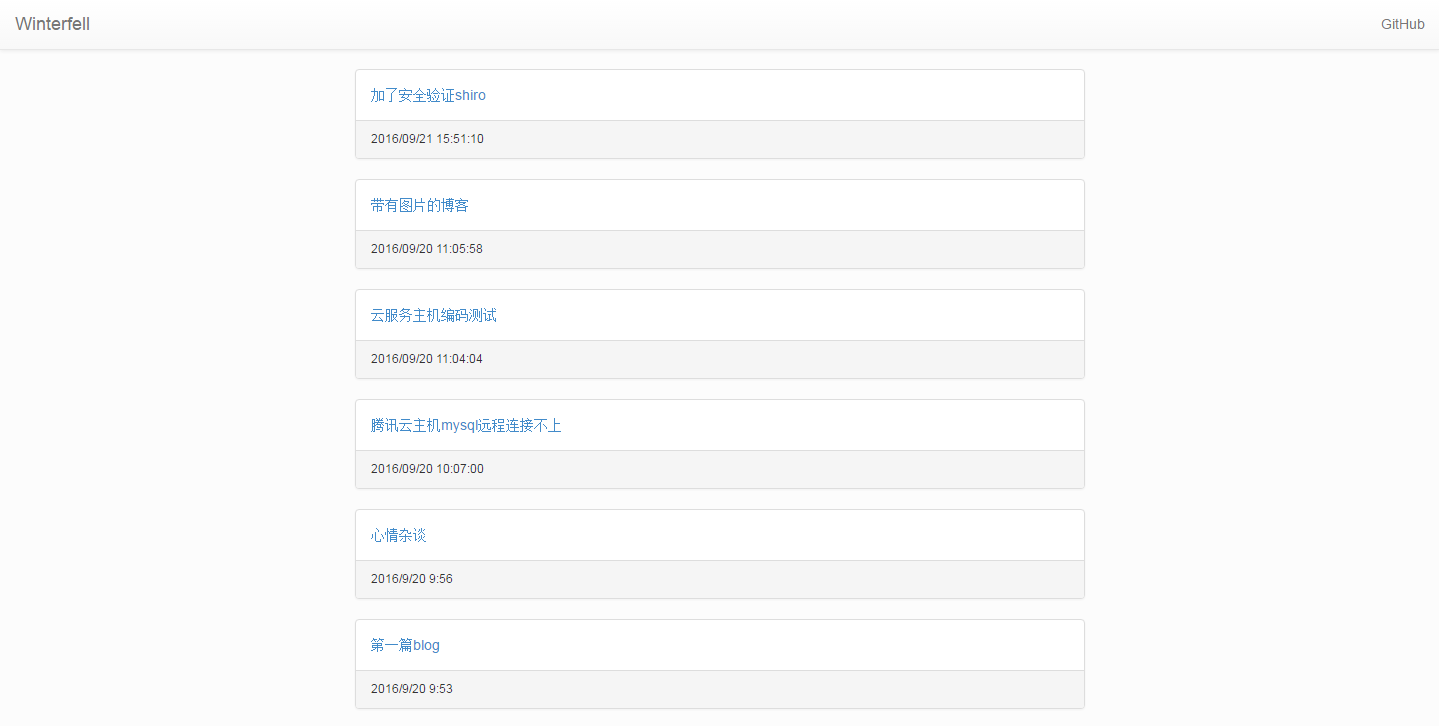 Winterfell
GitHub
加了安全验证shiro
2016/09/21 15:51:10
带有图片的博客
2016/09/20 11:05:58
云服务主机编码测试
2016/09/20 11:04:04
腾讯云主机mysql远程连接不上
2016/09/20 10:07:00
心情杂谈
2016/9/20 9:56
第一篇blog
2016/9/20 9:53